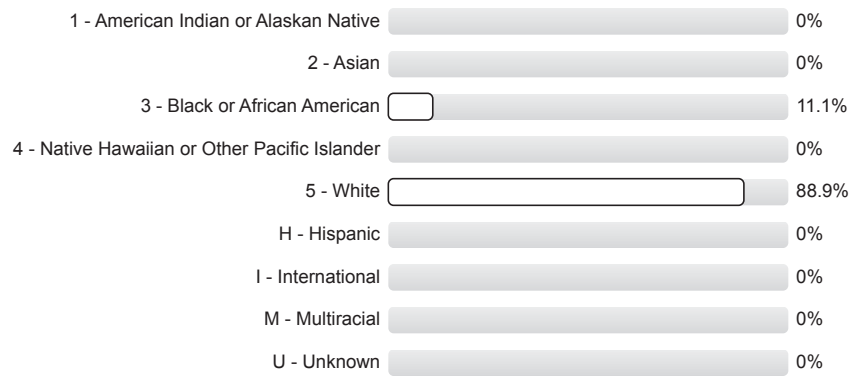 1 - American Indian or Alaskan Native 0%
2 - Asian 0%
3 - Black or African American 11.1%
4 - Native Hawaiian or Other Pacific Islander 0%
5 - White 88.9%
H - Hispanic 0%
I - International 0%
M - Multiracial 0%
U - Unknown 0%